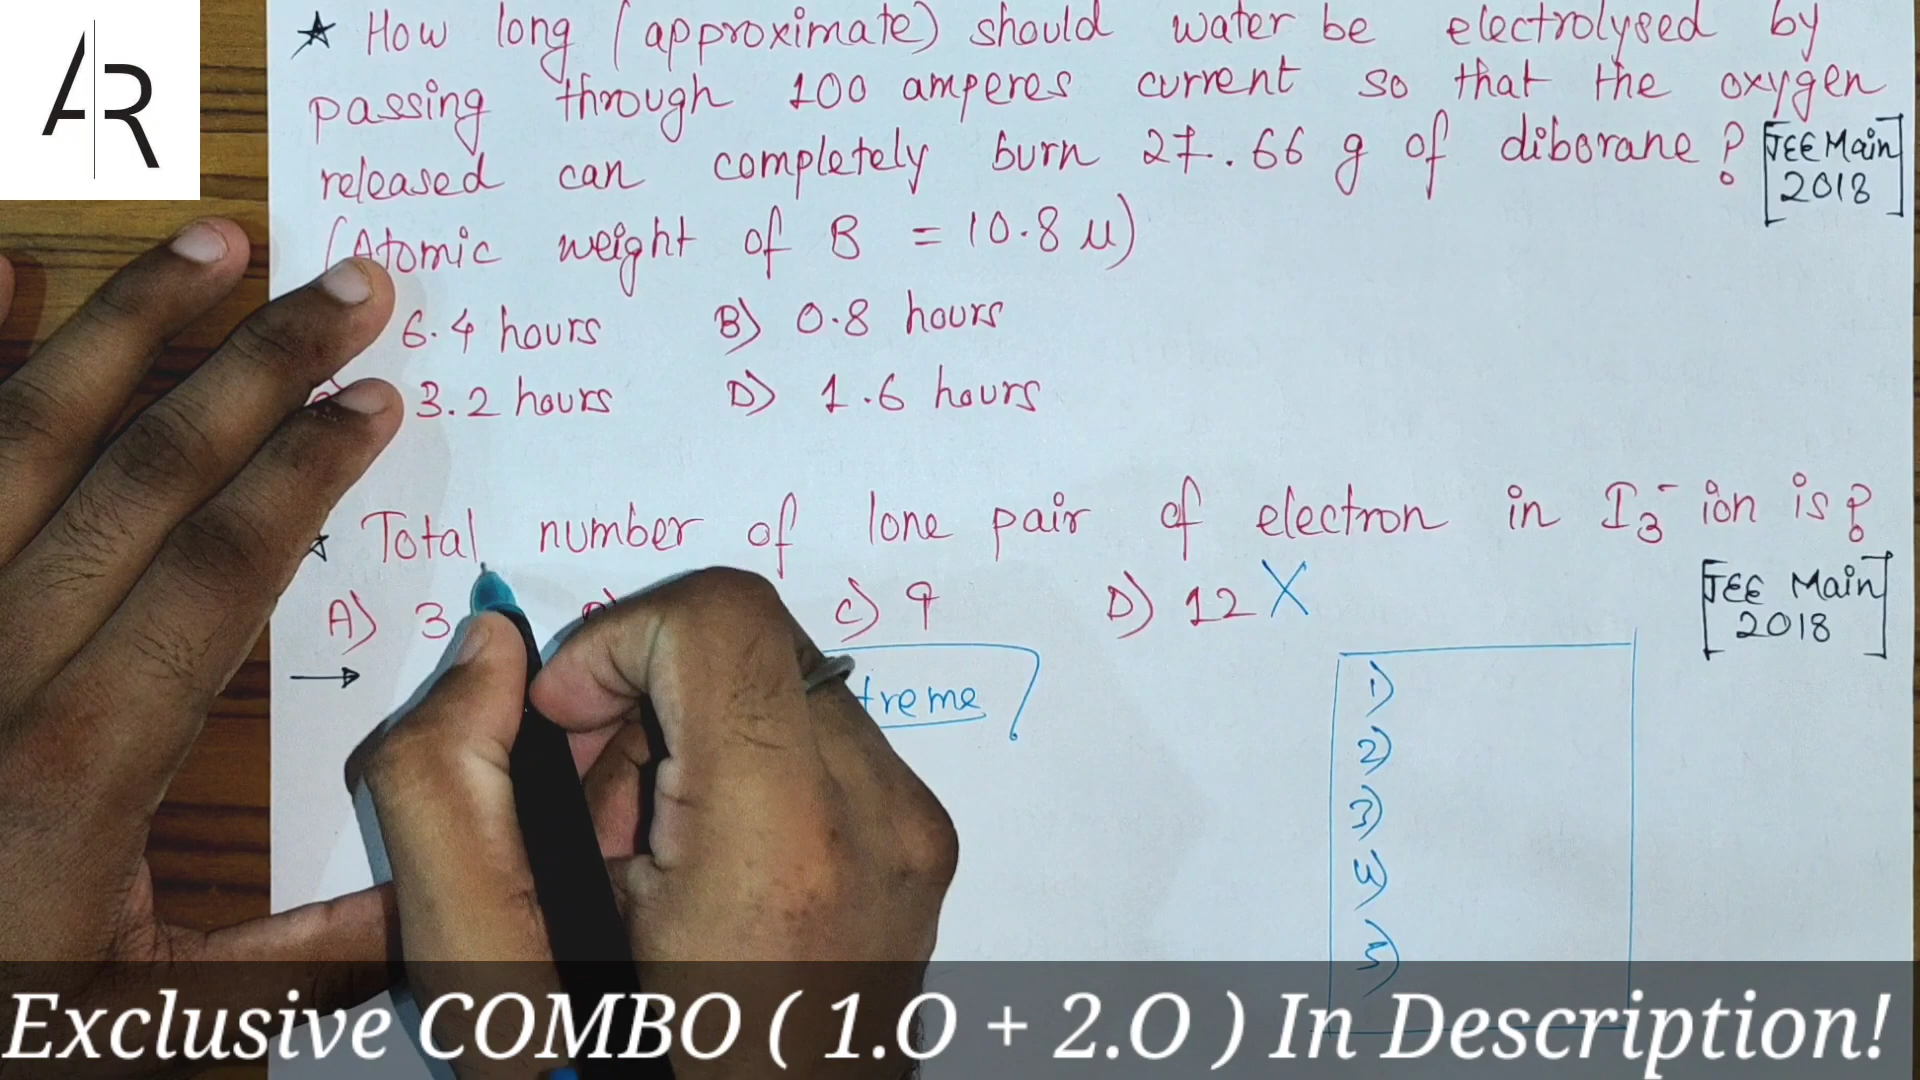 AR
★ How long (approximate) should water be electrolysed by
passing through 100 amperes current so that the oxygen
released can completely burn 27.66 g of diborane?
[JEE Main
2018]
(Atomic weight of B = 10.8 u)
6.4 hours B) 0.8 hours
3.2 hours D) 1.6 hours
★ Total number of lone pair of electron in I3⁻ ion is?
A) 3 C) 9 D) 12 X
[JEE Main
2018]
→ treme ?
1)
2)
3)
4)
5)
Exclusive COMBO ( 1.O + 2.O ) In Description!